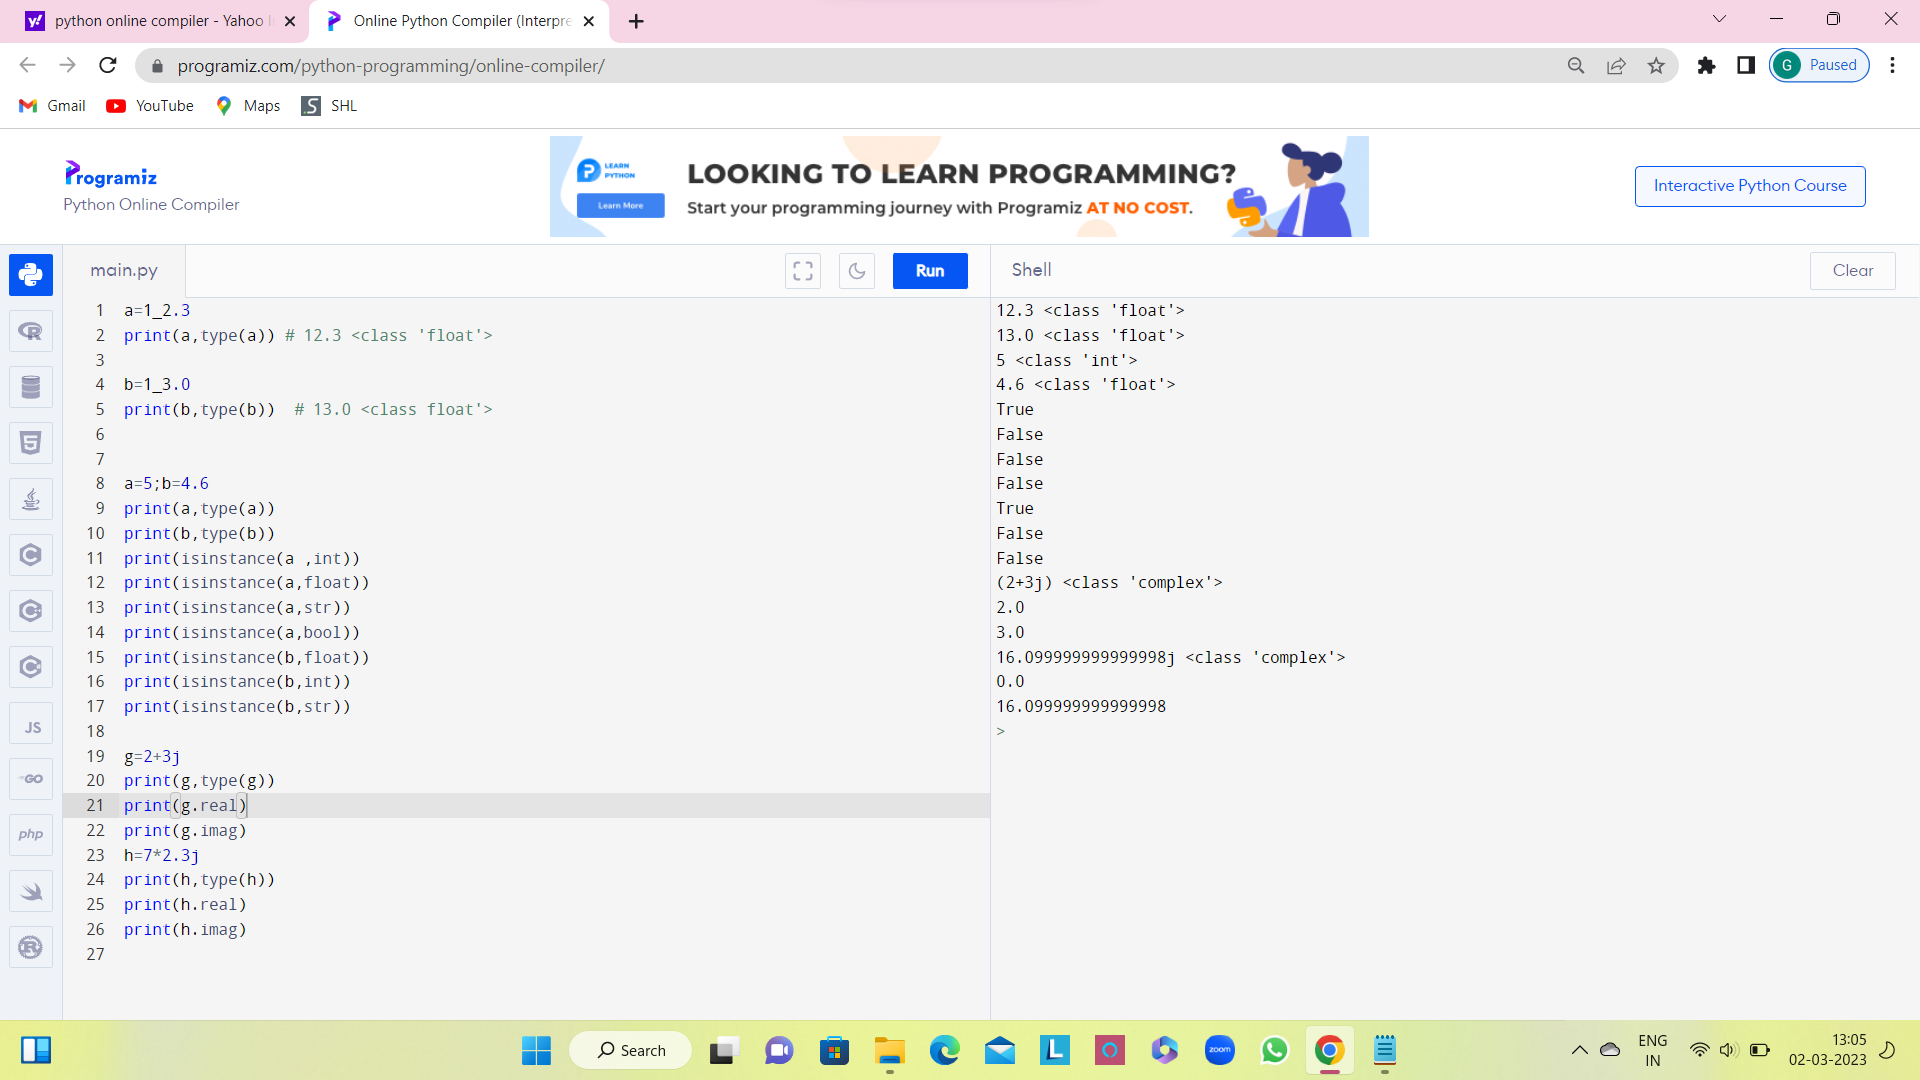 python online compiler - Yahoo I
Online Python Compiler (Interpre
programiz.com/python-programming/online-compiler/
G Paused
Gmail YouTube Maps SHL
Programiz
Python Online Compiler
LEARN PYTHON
Learn More
LOOKING TO LEARN PROGRAMMING?
Start your programming journey with Programiz AT NO COST.
Interactive Python Course
main.py
Run
Shell
Clear
1 a=1_2.3
2 print(a,type(a)) # 12.3 <class 'float'>
3
4 b=1_3.0
5 print(b,type(b))  # 13.0 <class float'>
6
7
8 a=5;b=4.6
9 print(a,type(a))
10 print(b,type(b))
11 print(isinstance(a ,int))
12 print(isinstance(a,float))
13 print(isinstance(a,str))
14 print(isinstance(a,bool))
15 print(isinstance(b,float))
16 print(isinstance(b,int))
17 print(isinstance(b,str))
18
19 g=2+3j
20 print(g,type(g))
21 print(g.real)
22 print(g.imag)
23 h=7*2.3j
24 print(h,type(h))
25 print(h.real)
26 print(h.imag)
27
12.3 <class 'float'>
13.0 <class 'float'>
5 <class 'int'>
4.6 <class 'float'>
True
False
False
False
True
False
False
(2+3j) <class 'complex'>
2.0
3.0
16.099999999999998j <class 'complex'>
0.0
16.099999999999998
>
R
5
C
C
C
JS
GO
php
R
Search
L
zoom
ENG
IN
13:05
02-03-2023